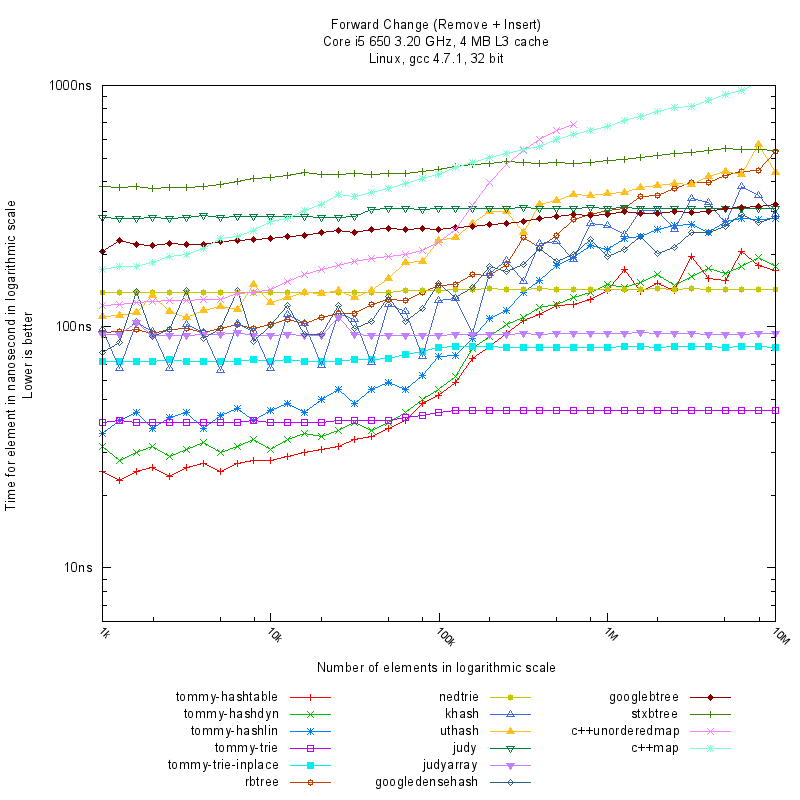 Forward Change (Remove + Insert)
Core i5 650 3.20 GHz, 4 MB L3 cache
Linux, gcc 4.7.1, 32 bit
Time for element in nanosecond in logarithmic scale
Lower is better
1000ns
100ns
10ns
1k
10k
100k
1M
10M
Number of elements in logarithmic scale
tommy-hashtable
tommy-hashdyn
tommy-hashlin
tommy-trie
tommy-trie-inplace
rbtree
nedtrie
khash
uthash
judy
judyarray
googledensehash
googlebtree
stxbtree
c++unorderedmap
c++map